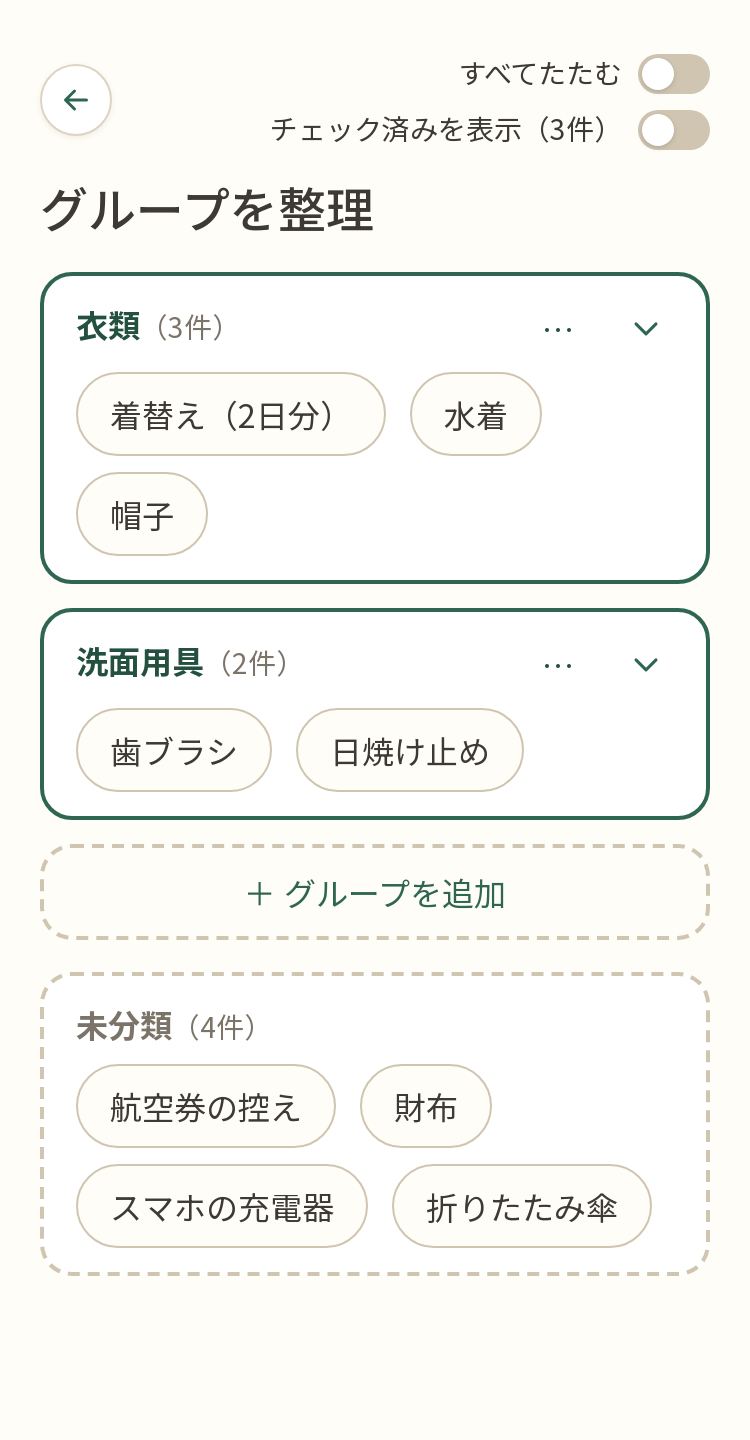 すべてたたむ
チェック済みを表示（3件）
グループを整理
衣類（3件）
…
着替え（2日分）
水着
帽子
洗面用具（2件）
…
歯ブラシ
日焼け止め
＋ グループを追加
未分類（4件）
航空券の控え
財布
スマホの充電器
折りたたみ傘